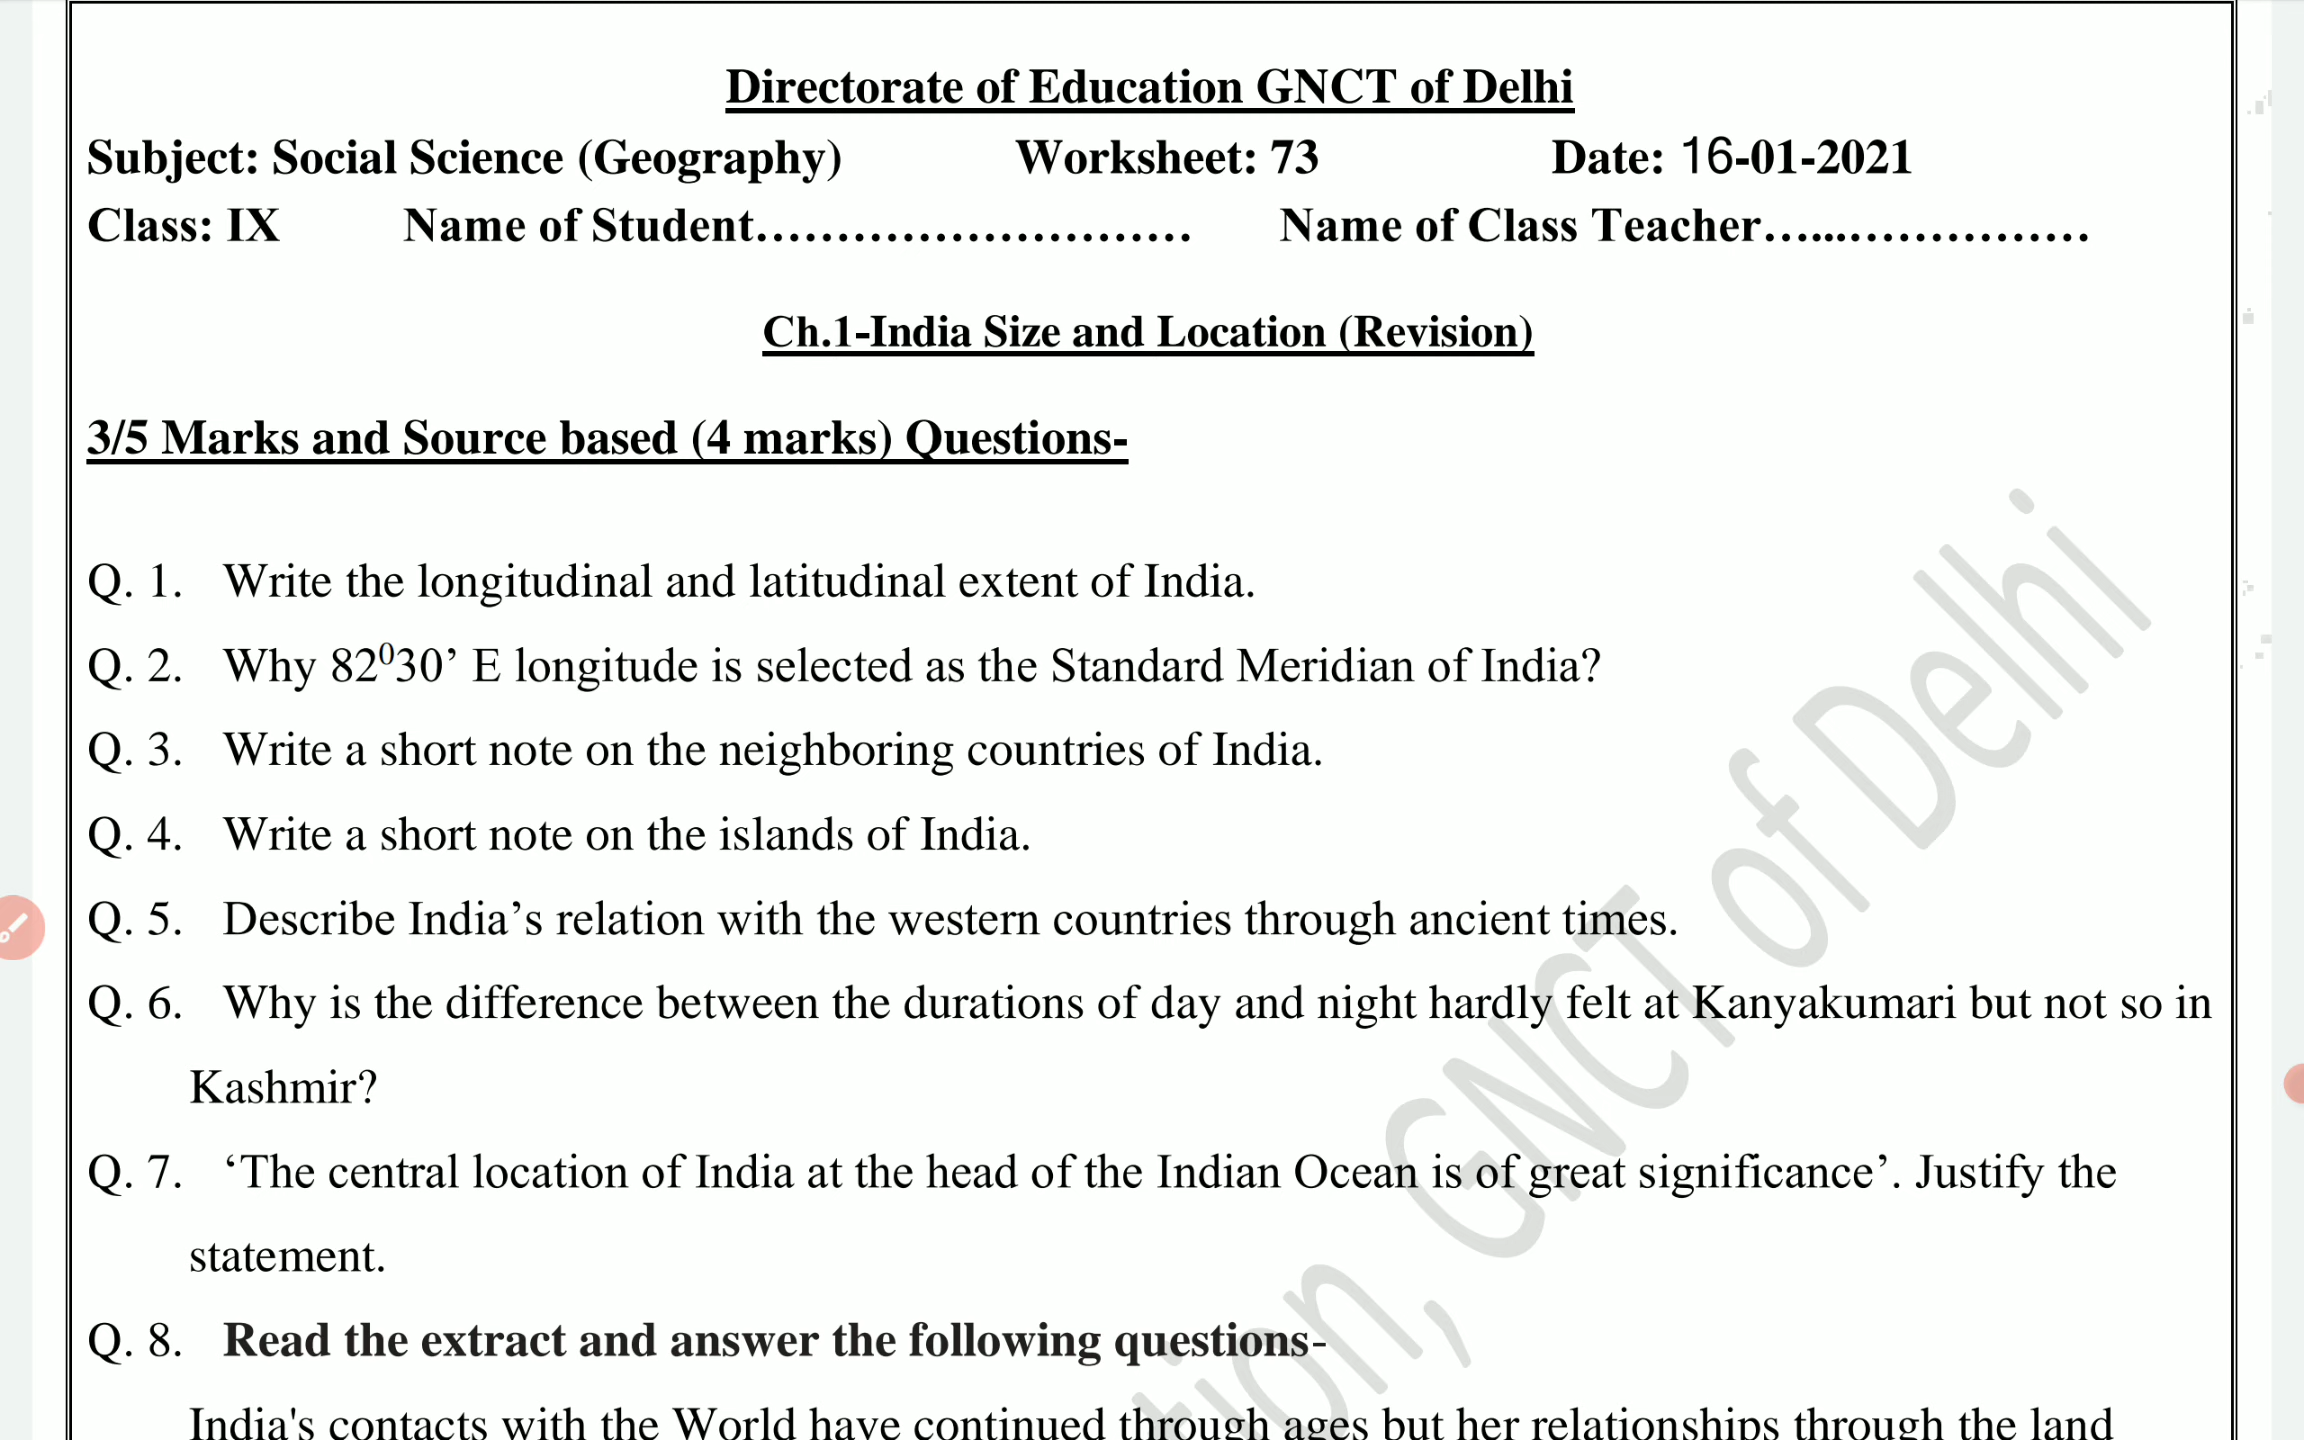 Directorate of Education GNCT of Delhi
Subject: Social Science (Geography) Worksheet: 73 Date: 16-01-2021
Class: IX Name of Student……………………… Name of Class Teacher…...……………
Ch.1-India Size and Location (Revision)
3/5 Marks and Source based (4 marks) Questions-
Q. 1. Write the longitudinal and latitudinal extent of India.
Q. 2. Why 82⁰30’ E longitude is selected as the Standard Meridian of India?
Q. 3. Write a short note on the neighboring countries of India.
Q. 4. Write a short note on the islands of India.
Q. 5. Describe India’s relation with the western countries through ancient times.
Q. 6. Why is the difference between the durations of day and night hardly felt at Kanyakumari but not so in
Kashmir?
Q. 7. ‘The central location of India at the head of the Indian Ocean is of great significance’. Justify the
statement.
Q. 8. Read the extract and answer the following questions-
India's contacts with the World have continued through ages but her relationships through the land
tion, GNCT of Delhi